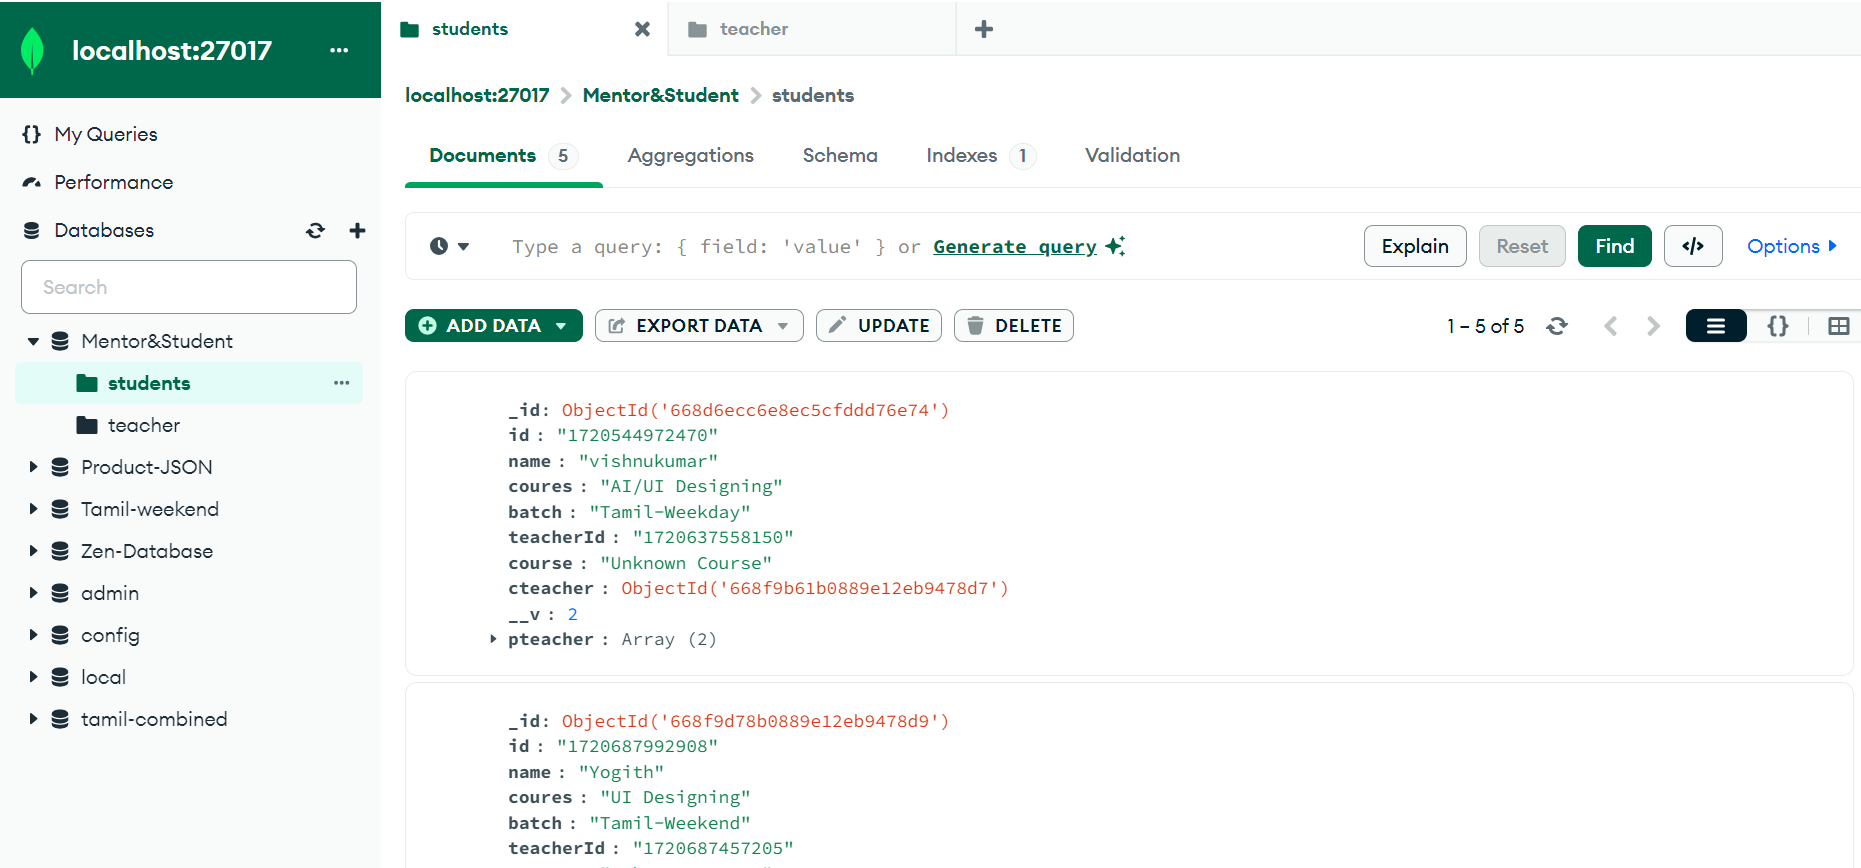 localhost:27017
My Queries
Performance
Databases
Search
Mentor&Student
students
teacher
Product-JSON
Tamil-weekend
Zen-Database
admin
config
local
tamil-combined
students
teacher
localhost:27017 > Mentor&Student > students
Documents 5 Aggregations Schema Indexes 1 Validation
Type a query: { field: 'value' } or Generate query Explain Reset Find </> Options
ADD DATA EXPORT DATA UPDATE DELETE 1 – 5 of 5 {}
_id: ObjectId('668d6ecc6e8ec5cfddd76e74')
id : "1720544972470"
name : "vishnukumar"
coures : "AI/UI Designing"
batch : "Tamil-Weekday"
teacherId : "1720637558150"
course : "Unknown Course"
cteacher : ObjectId('668f9b61b0889e12eb9478d7')
__v : 2
pteacher : Array (2)
_id: ObjectId('668f9d78b0889e12eb9478d9')
id : "1720687992908"
name : "Yogith"
coures : "UI Designing"
batch : "Tamil-Weekend"
teacherId : "1720687457205"